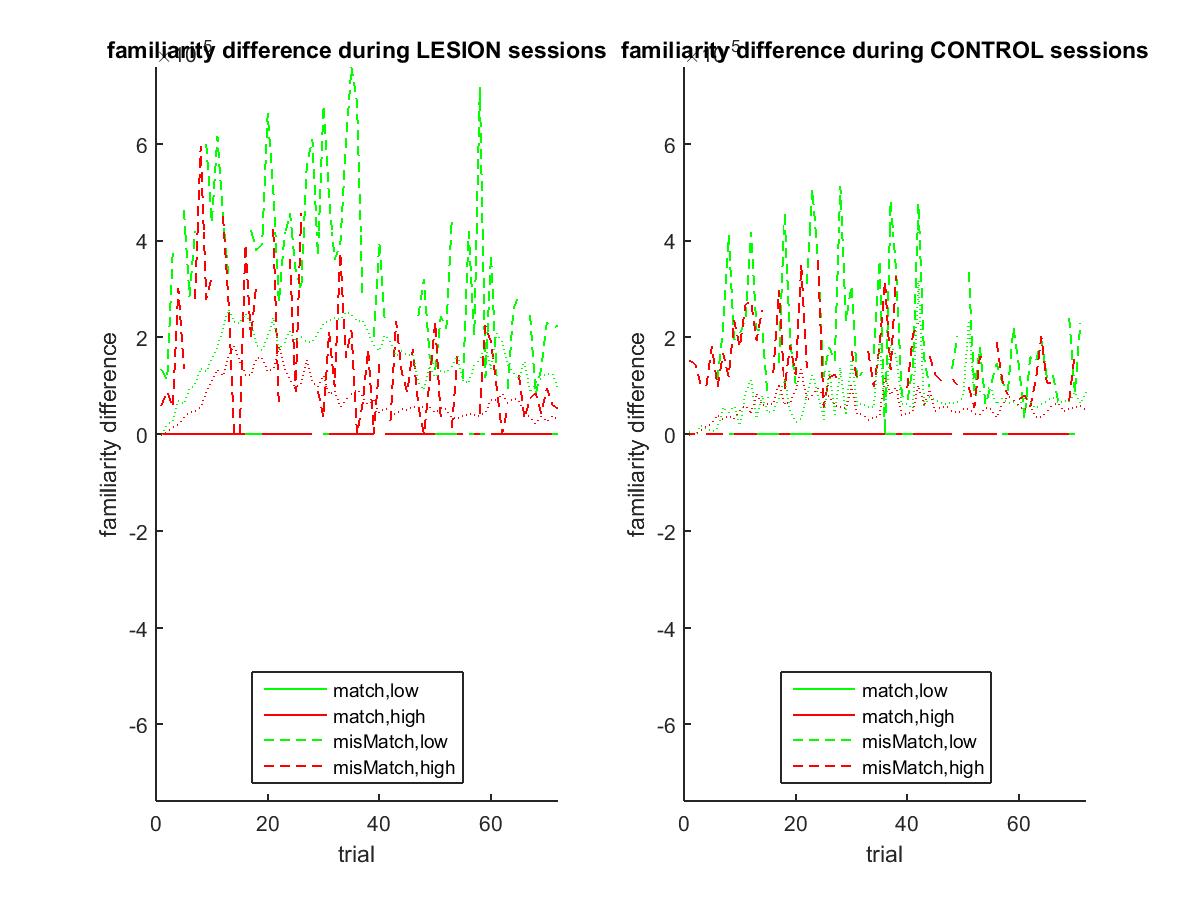 familiarity difference during LESION sessions
familiarity difference during CONTROL sessions
familiarity difference
6
4
2
0
-2
-4
-6
match,low
match,high
misMatch,low
misMatch,high
0
20
40
60
trial
familiarity difference
6
4
2
0
-2
-4
-6
match,low
match,high
misMatch,low
misMatch,high
0
20
40
60
trial